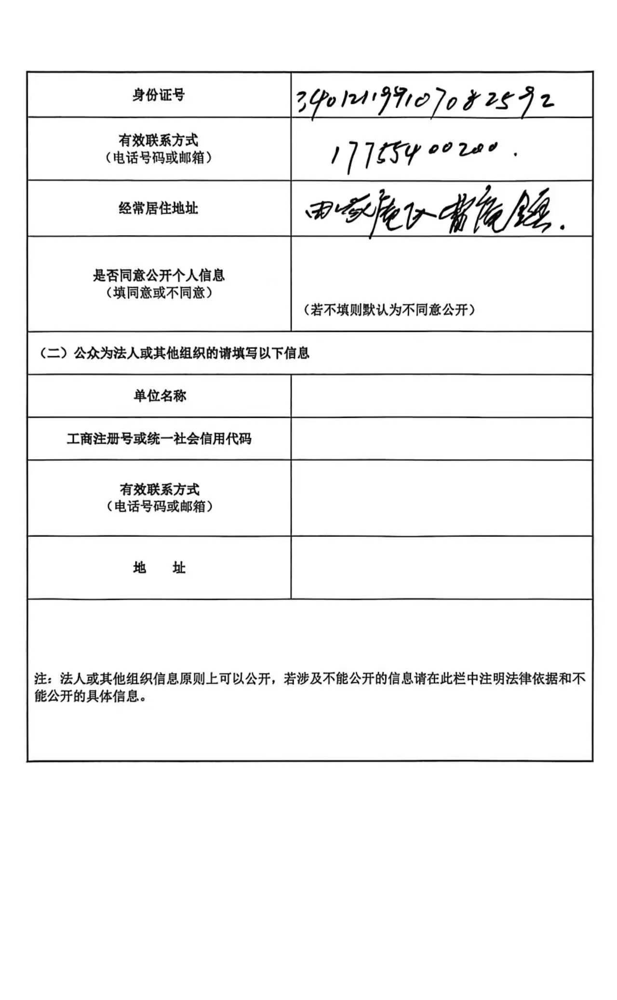 身份证号
340121199107082592
有效联系方式
（电话号码或邮箱）
17755400200.
经常居住地址
田家庵区曹庵镇.
是否同意公开个人信息
（填同意或不同意）
（若不填则默认为不同意公开）
（二）公众为法人或其他组织的请填写以下信息
单位名称
工商注册号或统一社会信用代码
有效联系方式
（电话号码或邮箱）
地 址
注：法人或其他组织信息原则上可以公开，若涉及不能公开的信息请在此栏中注明法律依据和不
能公开的具体信息。